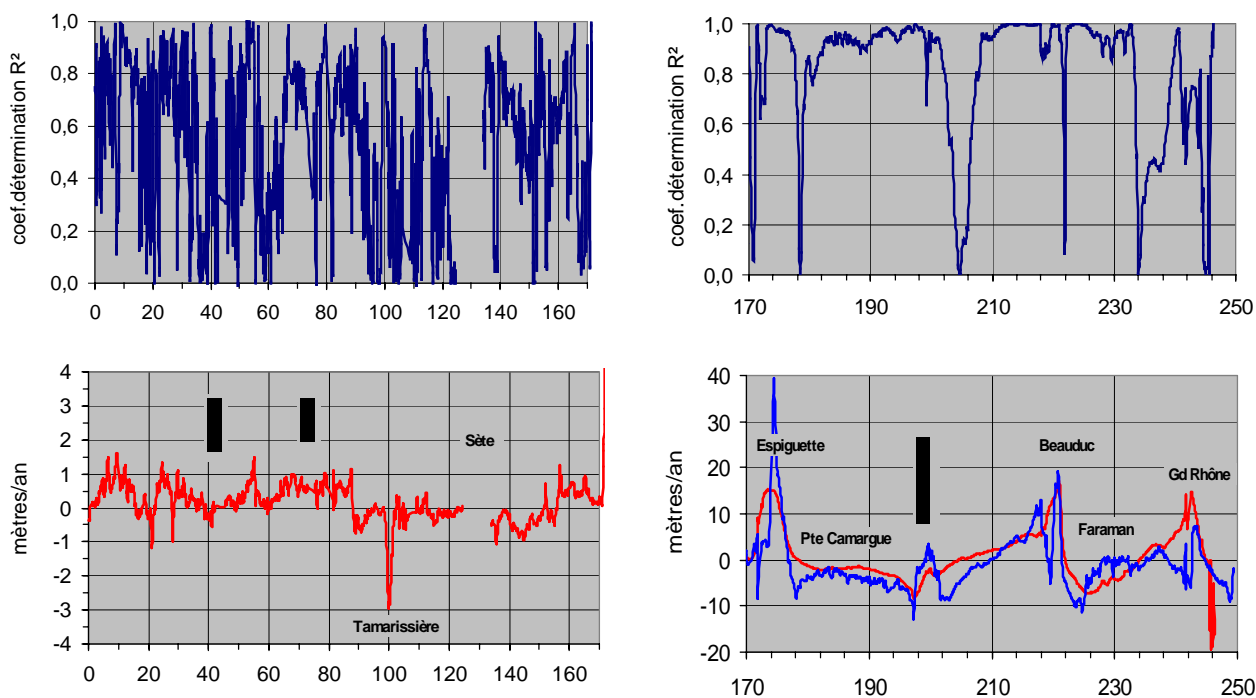 coef.détermination R²
1,0
0,8
0,6
0,4
0,2
0,0
0 20 40 60 80 100 120 140 160
coef.détermination R²
1,0
0,8
0,6
0,4
0,2
0,0
170 190 210 230 250
mètres/an
4
3
2
1
0
-1
-2
-3
-4
Sète
Tamarissière
0 20 40 60 80 100 120 140 160
mètres/an
40
30
20
10
0
-10
-20
Espiguette
Beauduc
Gd Rhône
Pte Camargue
Faraman
170 190 210 230 250